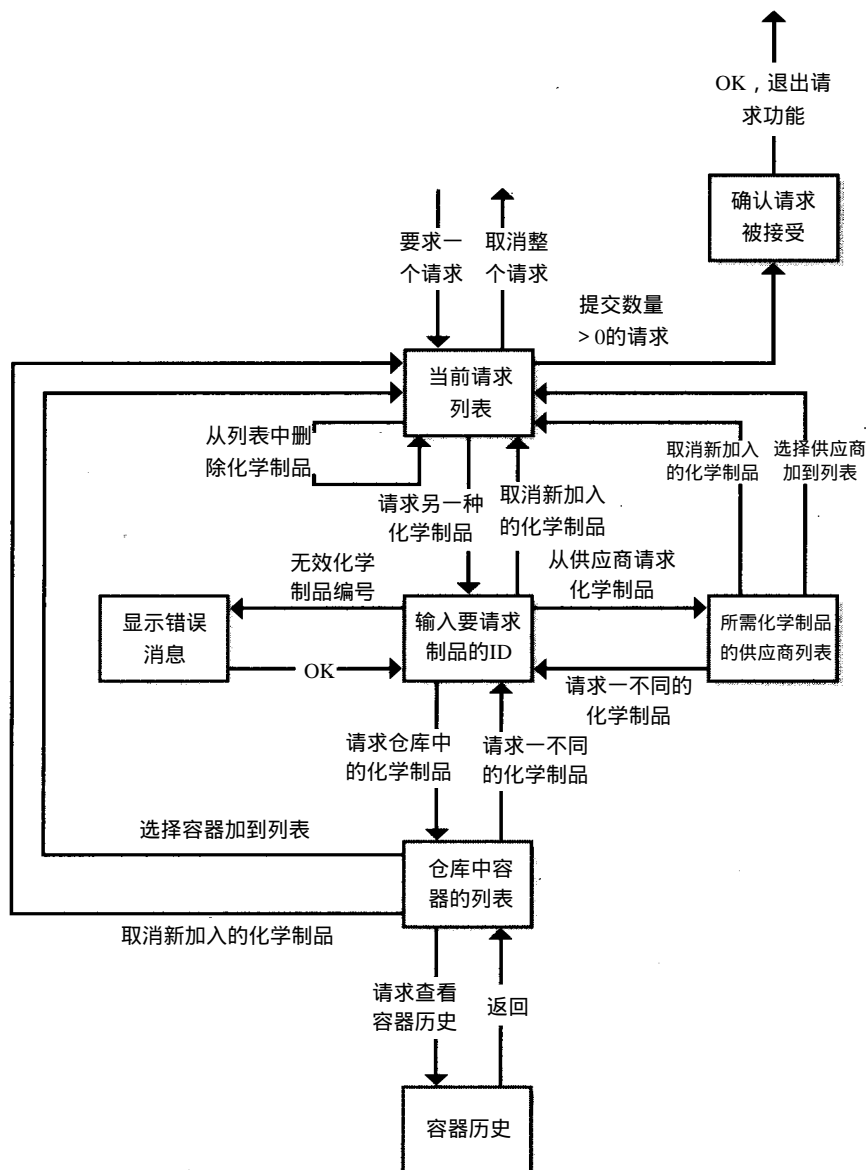 OK，退出请
求功能
确认请求
被接受
要求一
个请求
取消整
个请求
提交数量
＞0的请求
当前请求
列表
从列表中删
除化学制品
取消新加入
的化学制品
选择供应商
加到列表
请求另一种
化学制品
取消新加入
的化学制品
无效化学
制品编号
从供应商请求
化学制品
显示错误
消息
输入要请求
制品的ID
所需化学制品
的供应商列表
OK
请求一不同的
化学制品
请求仓库中
的化学制品
请求一不同
的化学制品
选择容器加到列表
仓库中容
器的列表
取消新加入的化学制品
请求查看
容器历史
返回
容器历史